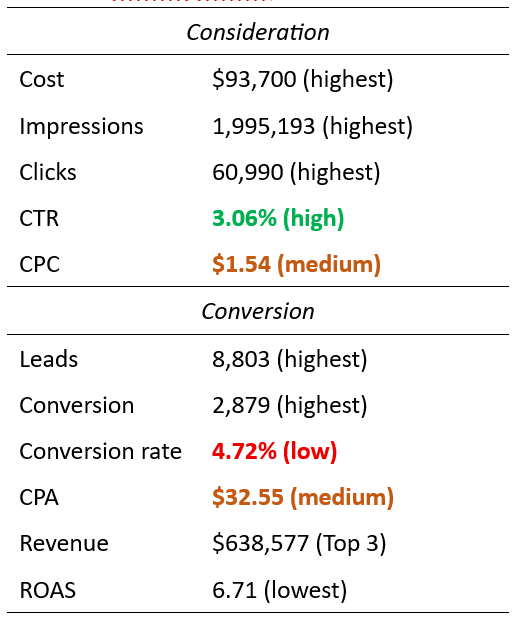 Consideration
Cost $93,700 (highest)
Impressions 1,995,193 (highest)
Clicks 60,990 (highest)
CTR 3.06% (high)
CPC $1.54 (medium)
Conversion
Leads 8,803 (highest)
Conversion 2,879 (highest)
Conversion rate 4.72% (low)
CPA $32.55 (medium)
Revenue $638,577 (Top 3)
ROAS 6.71 (lowest)